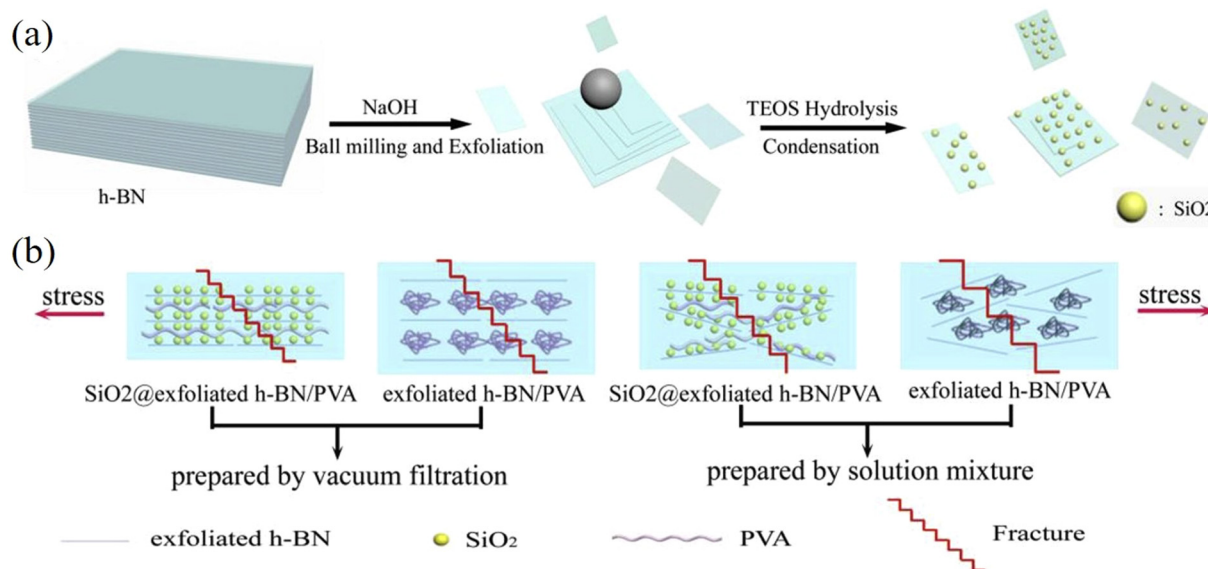 (a)
NaOH
Ball milling and Exfoliation
TEOS Hydrolysis
Condensation
h-BN
: SiO2
(b)
stress
stress
SiO2@exfoliated h-BN/PVA
exfoliated h-BN/PVA
SiO2@exfoliated h-BN/PVA
exfoliated h-BN/PVA
prepared by vacuum filtration
prepared by solution mixture
exfoliated h-BN
SiO₂
PVA
Fracture